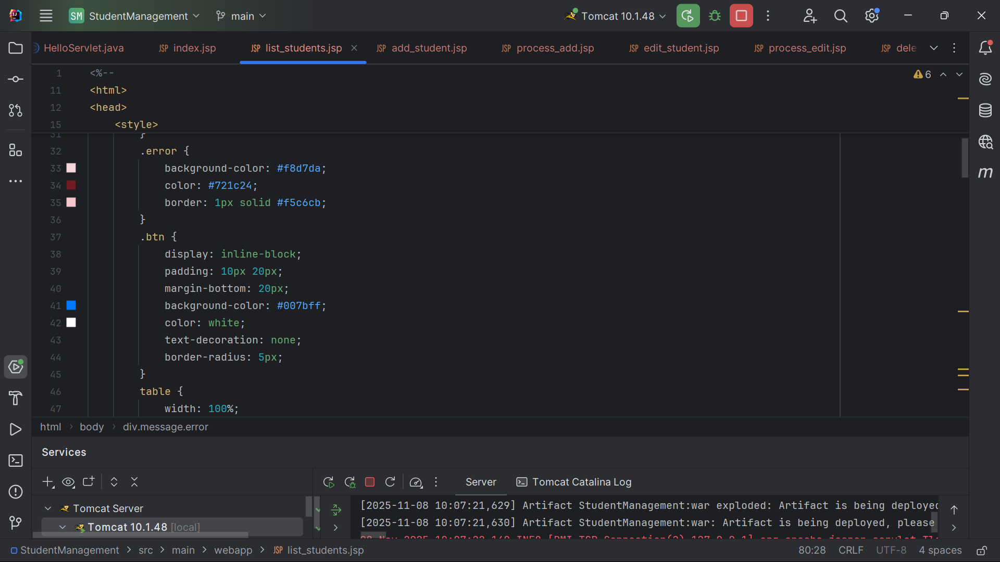 SM StudentManagement main Tomcat 10.1.48
HelloServlet.java JSP index.jsp JSP list_students.jsp JSP add_student.jsp JSP process_add.jsp JSP edit_student.jsp JSP process_edit.jsp JSP dele
1 <%-- 6
11 <html>
12 <head>
15 <style>
31 }
32 .error {
33 background-color: #f8d7da;
34 color: #721c24;
35 border: 1px solid #f5c6cb;
36 }
37 .btn {
38 display: inline-block;
39 padding: 10px 20px;
40 margin-bottom: 20px;
41 background-color: #007bff;
42 color: white;
43 text-decoration: none;
44 border-radius: 5px;
45 }
46 table {
47 width: 100%;
html > body > div.message.error
Services
Server Tomcat Catalina Log
Tomcat Server
Tomcat 10.1.48 [local]
[2025-11-08 10:07:21,629] Artifact StudentManagement:war exploded: Artifact is being deployed
[2025-11-08 10:07:21,630] Artifact StudentManagement:war: Artifact is being deployed, please
StudentManagement > src > main > webapp > JSP list_students.jsp 80:28 CRLF UTF-8 4 spaces